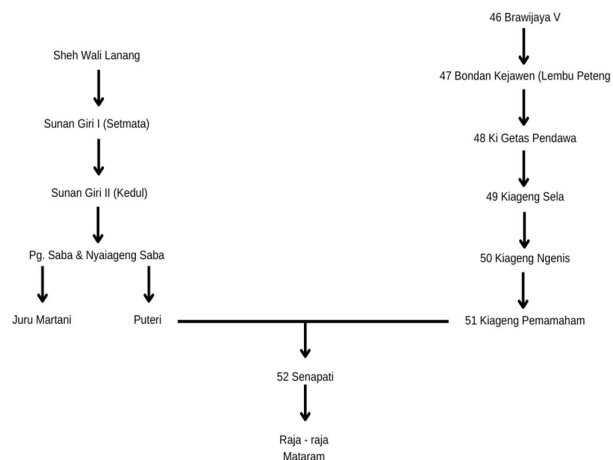 46 Brawijaya V
Sheh Wali Lanang
47 Bondan Kejawen (Lembu Peteng
Sunan Giri I (Setmata)
48 Ki Getas Pendawa
Sunan Giri II (Kedul)
49 Kiageng Sela
Pg. Saba & Nyaiageng Saba
50 Kiageng Ngenis
Juru Martani
Puteri
51 Kiageng Pemamaham
52 Senapati
Raja - raja
Mataram